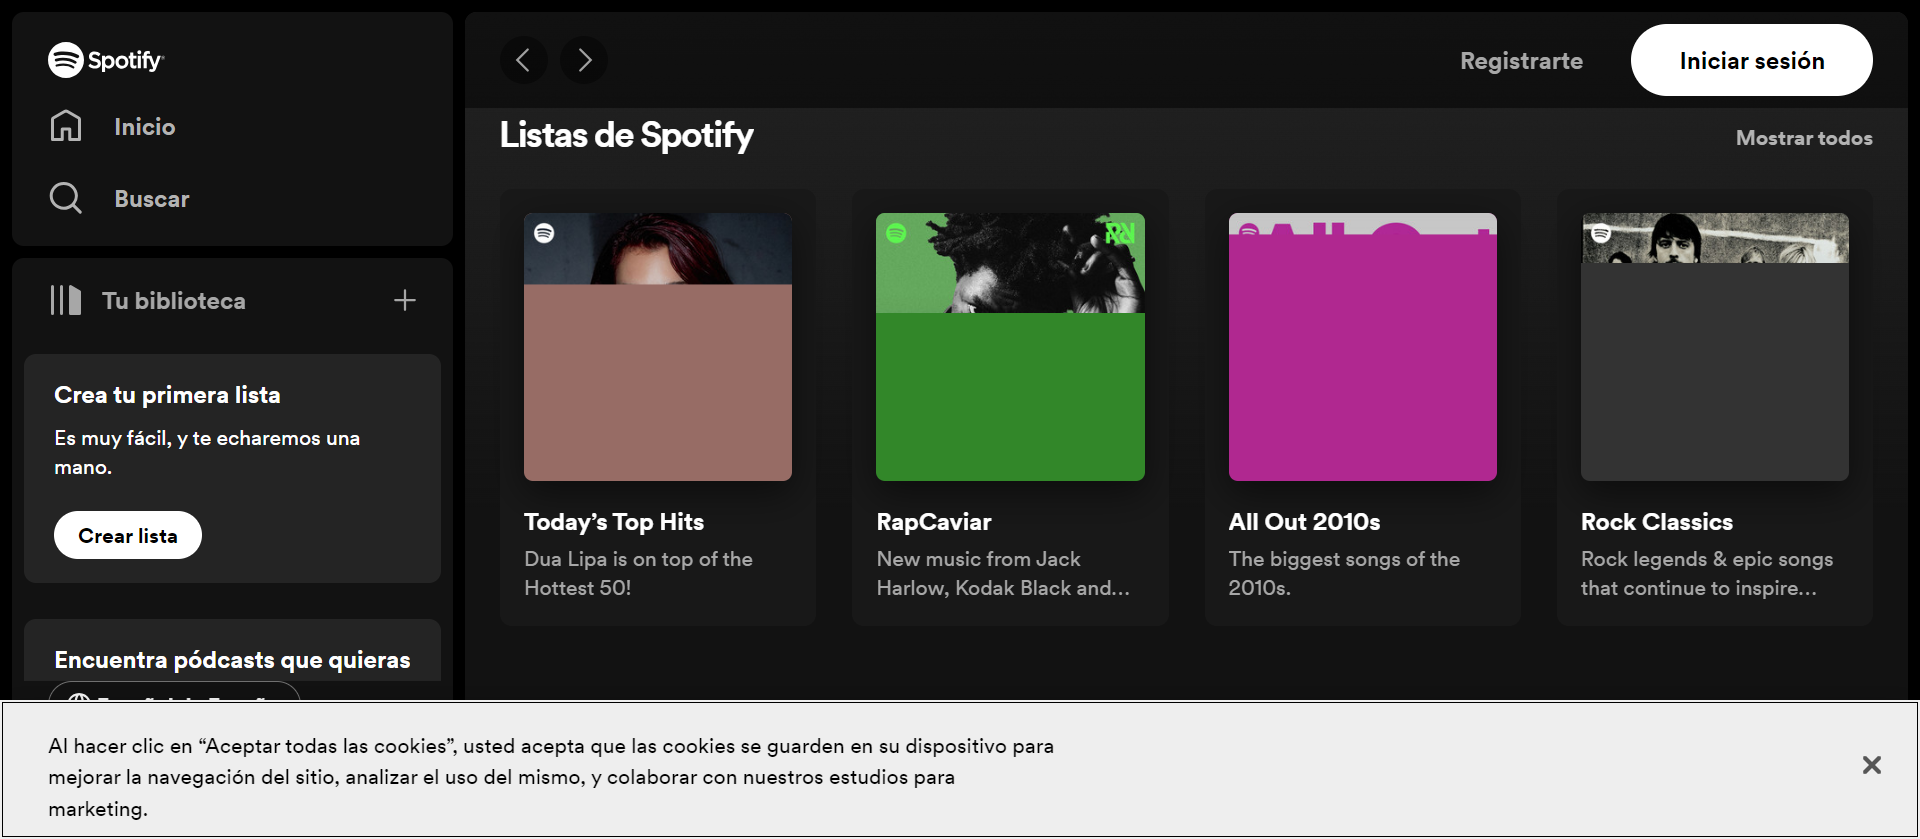 Spotify
Inicio
Buscar
Tu biblioteca
Crea tu primera lista
Es muy fácil, y te echaremos una
mano.
Crear lista
Encuentra pódcasts que quieras
Registrarte
Iniciar sesión
Listas de Spotify
Mostrar todos
Today’s Top Hits
Dua Lipa is on top of the
Hottest 50!
RapCaviar
New music from Jack
Harlow, Kodak Black and...
All Out
All Out 2010s
The biggest songs of the
2010s.
Rock Classics
Rock legends & epic songs
that continue to inspire...
Al hacer clic en “Aceptar todas las cookies”, usted acepta que las cookies se guarden en su dispositivo para
mejorar la navegación del sitio, analizar el uso del mismo, y colaborar con nuestros estudios para
marketing.